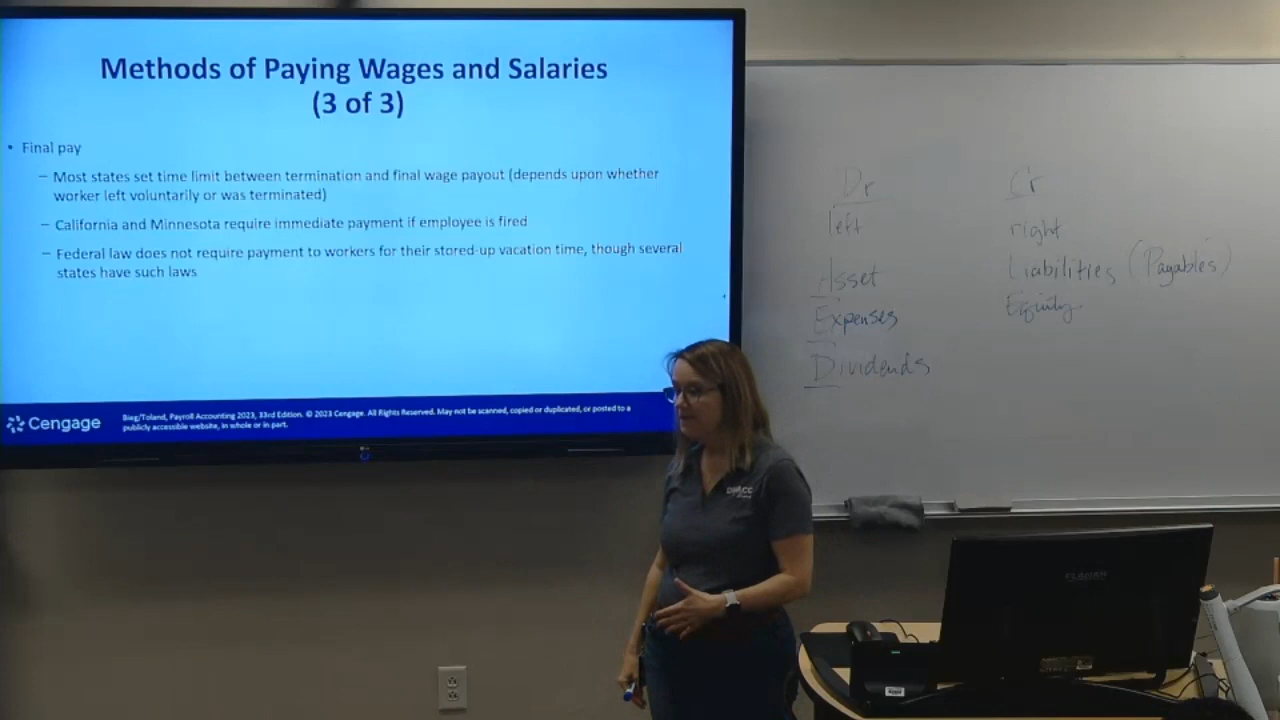 Methods of Paying Wages and Salaries
(3 of 3)
• Final pay
– Most states set time limit between termination and final wage payout (depends upon whether
worker left voluntarily or was terminated)
– California and Minnesota require immediate payment if employee is fired
– Federal law does not require payment to workers for their stored-up vacation time, though several
states have such laws
Cengage
Bieg/Toland, Payroll Accounting 2023, 33rd Edition. © 2023 Cengage. All Rights Reserved. May not be scanned, copied or duplicated, or posted to a
publicly accessible website, in whole or in part.
Dr
left
Asset
Expenses
Dividends
Cr
right
Liabilities (Payables)
Equity